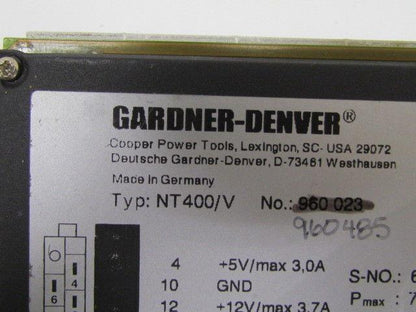 GARDNER-DENVER®
Cooper Power Tools, Lexington, SC- USA 29072
Deutsche Gardner-Denver, D-73461 Westhausen
Made in Germany
Typ: NT400/V No.: 960 023
960485
4 +5V/max 3,0A S-NO.: 6
10 GND Pmax : 7
12 +12V/max 3,7A
4
6